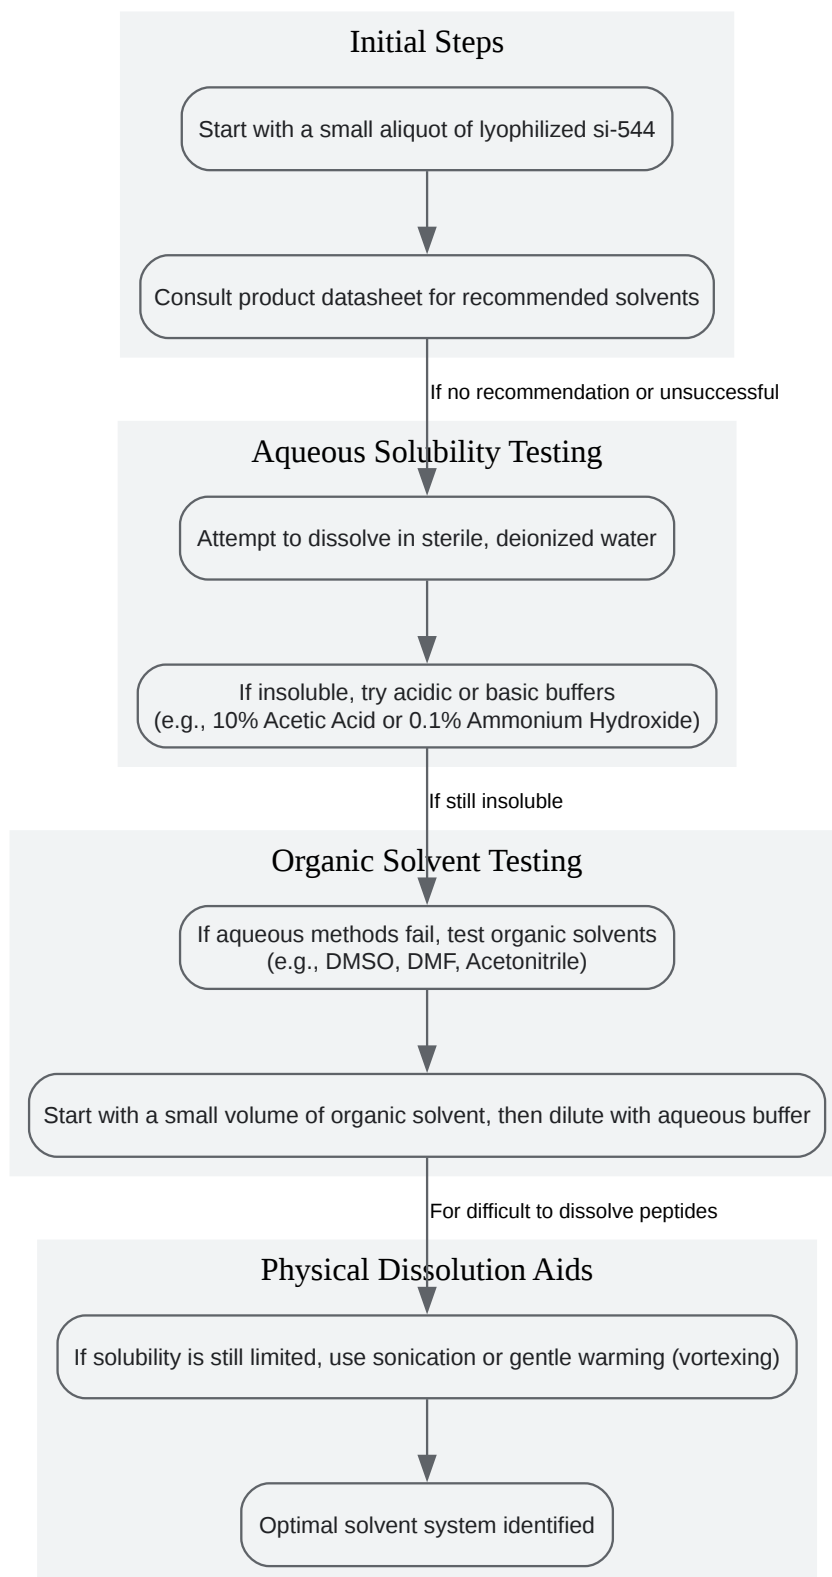 Initial Steps
Start with a small aliquot of lyophilized si-544
Consult product datasheet for recommended solvents
If no recommendation or unsuccessful
Aqueous Solubility Testing
Attempt to dissolve in sterile, deionized water
If insoluble, try acidic or basic buffers
(e.g., 10% Acetic Acid or 0.1% Ammonium Hydroxide)
If still insoluble
Organic Solvent Testing
If aqueous methods fail, test organic solvents
(e.g., DMSO, DMF, Acetonitrile)
Start with a small volume of organic solvent, then dilute with aqueous buffer
For difficult to dissolve peptides
Physical Dissolution Aids
If solubility is still limited, use sonication or gentle warming (vortexing)
Optimal solvent system identified